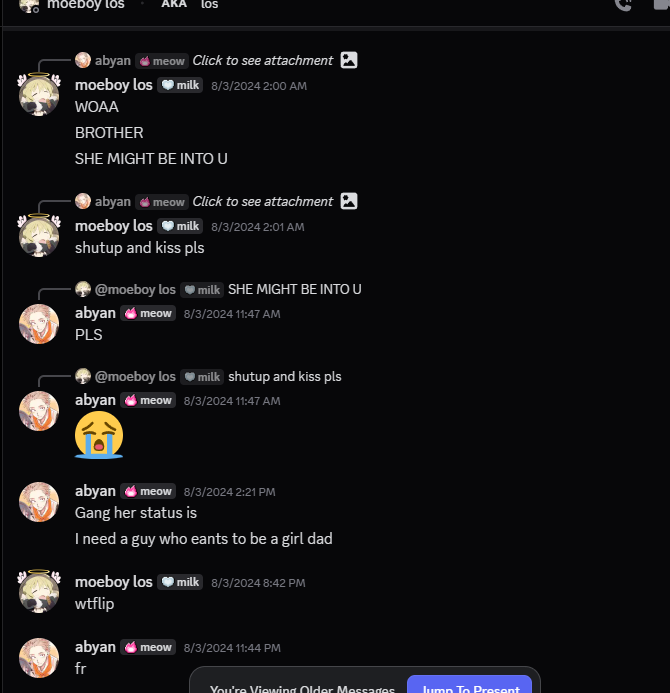 moeboy los · AKA los
abyan meow Click to see attachment
moeboy los milk 8/3/2024 2:00 AM
WOAA
BROTHER
SHE MIGHT BE INTO U
abyan meow Click to see attachment
moeboy los milk 8/3/2024 2:01 AM
shutup and kiss pls
@moeboy los milk SHE MIGHT BE INTO U
abyan meow 8/3/2024 11:47 AM
PLS
@moeboy los milk shutup and kiss pls
abyan meow 8/3/2024 11:47 AM
abyan meow 8/3/2024 2:21 PM
Gang her status is
I need a guy who eants to be a girl dad
moeboy los milk 8/3/2024 8:42 PM
wtflip
abyan meow 8/3/2024 11:44 PM
fr
You're Viewing Older Messages Jump To Present